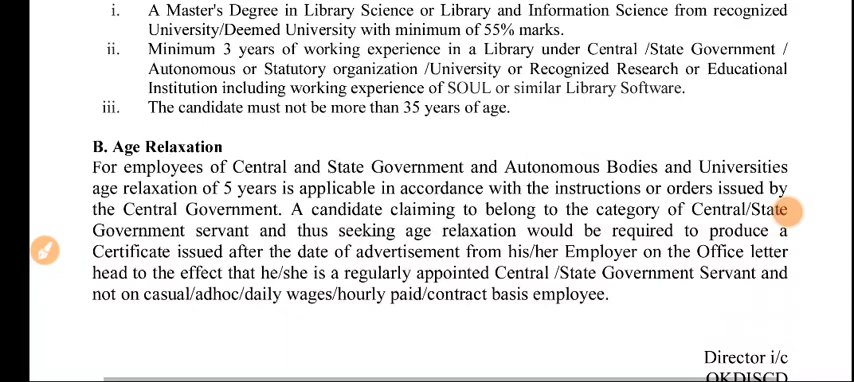 i. A Master's Degree in Library Science or Library and Information Science from recognized
University/Deemed University with minimum of 55% marks.
ii. Minimum 3 years of working experience in a Library under Central /State Government /
Autonomous or Statutory organization /University or Recognized Research or Educational
Institution including working experience of SOUL or similar Library Software.
iii. The candidate must not be more than 35 years of age.
B. Age Relaxation
For employees of Central and State Government and Autonomous Bodies and Universities
age relaxation of 5 years is applicable in accordance with the instructions or orders issued by
the Central Government. A candidate claiming to belong to the category of Central/State
Government servant and thus seeking age relaxation would be required to produce a
Certificate issued after the date of advertisement from his/her Employer on the Office letter
head to the effect that he/she is a regularly appointed Central /State Government Servant and
not on casual/adhoc/daily wages/hourly paid/contract basis employee.
Director i/c
OKDISCD